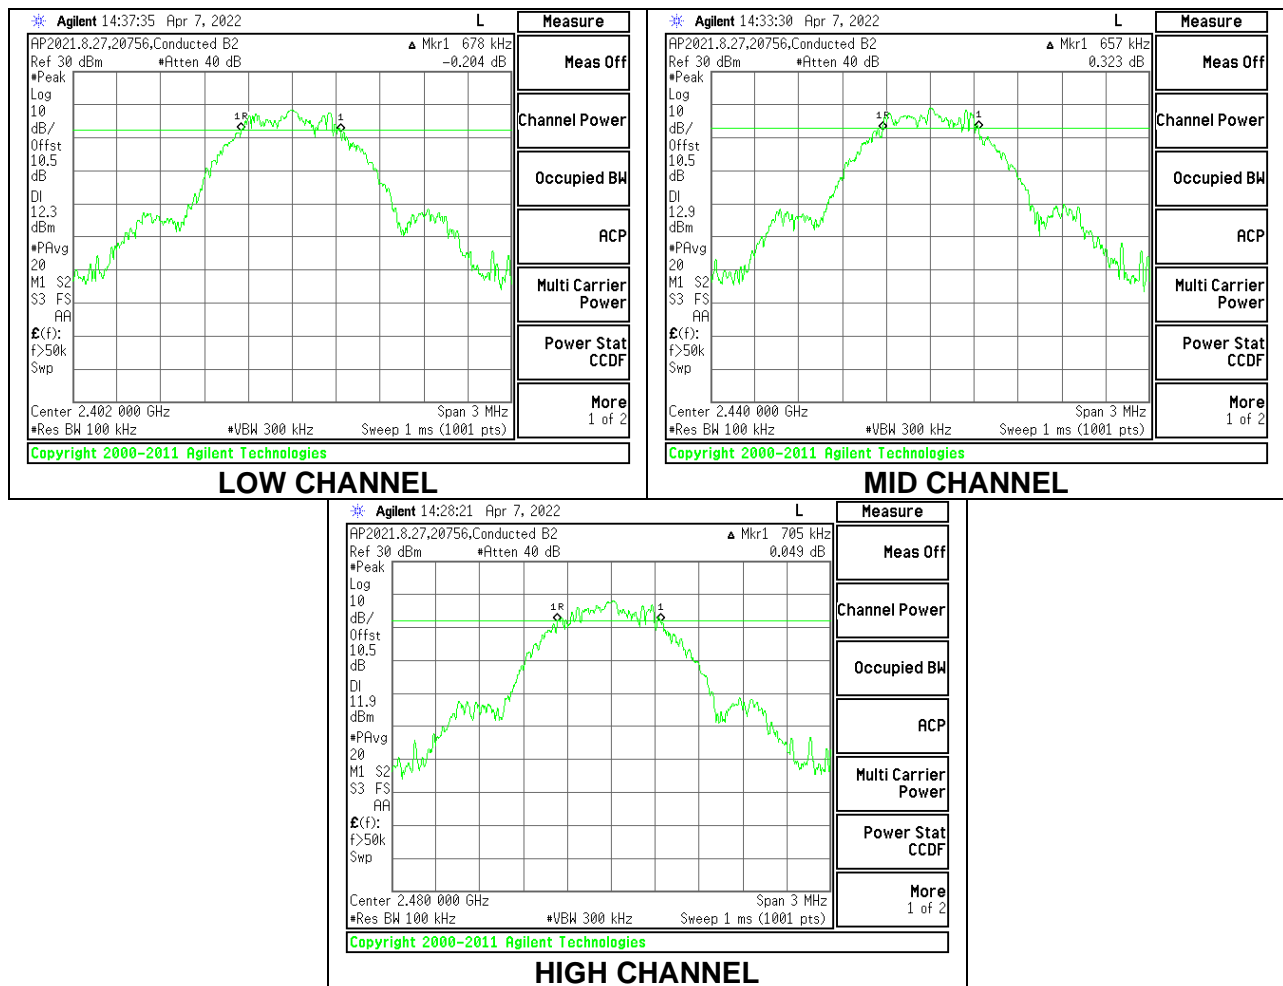 Agilent 14:37:35 Apr 7, 2022 L
AP2021.8.27,20756,Conducted B2
Δ Mkr1 678 kHz
Ref 30 dBm #Atten 40 dB -0.204 dB
#Peak
Log
10
dB/
Offst
10.5
dB
DI
12.3
dBm
#PAvg
20
M1 S2
S3 FS
AA
£(f):
f>50k
Swp
1R
1
Center 2.402 000 GHz Span 3 MHz
#Res BW 100 kHz #VBW 300 kHz Sweep 1 ms (1001 pts)
Copyright 2000-2011 Agilent Technologies
Measure
Meas Off
Channel Power
Occupied BW
ACP
Multi Carrier
Power
Power Stat
CCDF
More
1 of 2
LOW CHANNEL
Agilent 14:33:30 Apr 7, 2022 L
AP2021.8.27,20756,Conducted B2
Δ Mkr1 657 kHz
Ref 30 dBm #Atten 40 dB 0.323 dB
#Peak
Log
10
dB/
Offst
10.5
dB
DI
12.9
dBm
#PAvg
20
M1 S2
S3 FS
AA
£(f):
f>50k
Swp
1R
1
Center 2.440 000 GHz Span 3 MHz
#Res BW 100 kHz #VBW 300 kHz Sweep 1 ms (1001 pts)
Copyright 2000-2011 Agilent Technologies
Measure
Meas Off
Channel Power
Occupied BW
ACP
Multi Carrier
Power
Power Stat
CCDF
More
1 of 2
MID CHANNEL
Agilent 14:28:21 Apr 7, 2022 L
AP2021.8.27,20756,Conducted B2
Δ Mkr1 705 kHz
Ref 30 dBm #Atten 40 dB 0.049 dB
#Peak
Log
10
dB/
Offst
10.5
dB
DI
11.9
dBm
#PAvg
20
M1 S2
S3 FS
AA
£(f):
f>50k
Swp
1R
1
Center 2.480 000 GHz Span 3 MHz
#Res BW 100 kHz #VBW 300 kHz Sweep 1 ms (1001 pts)
Copyright 2000-2011 Agilent Technologies
Measure
Meas Off
Channel Power
Occupied BW
ACP
Multi Carrier
Power
Power Stat
CCDF
More
1 of 2
HIGH CHANNEL